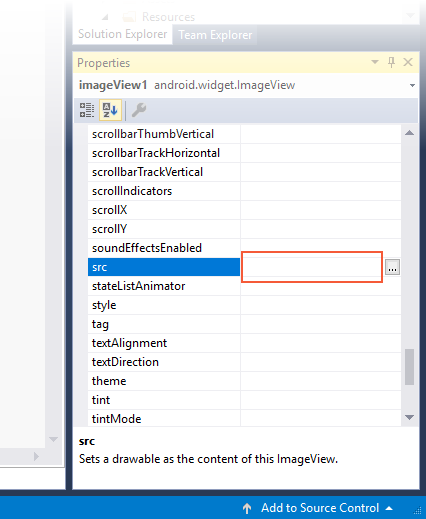 Resources
Solution Explorer Team Explorer
Properties
imageView1 android.widget.ImageView
scrollbarThumbVertical
scrollbarTrackHorizontal
scrollbarTrackVertical
scrollIndicators
scrollX
scrollY
soundEffectsEnabled
src ...
stateListAnimator
style
tag
textAlignment
textDirection
theme
tint
tintMode
src
Sets a drawable as the content of this ImageView.
Add to Source Control